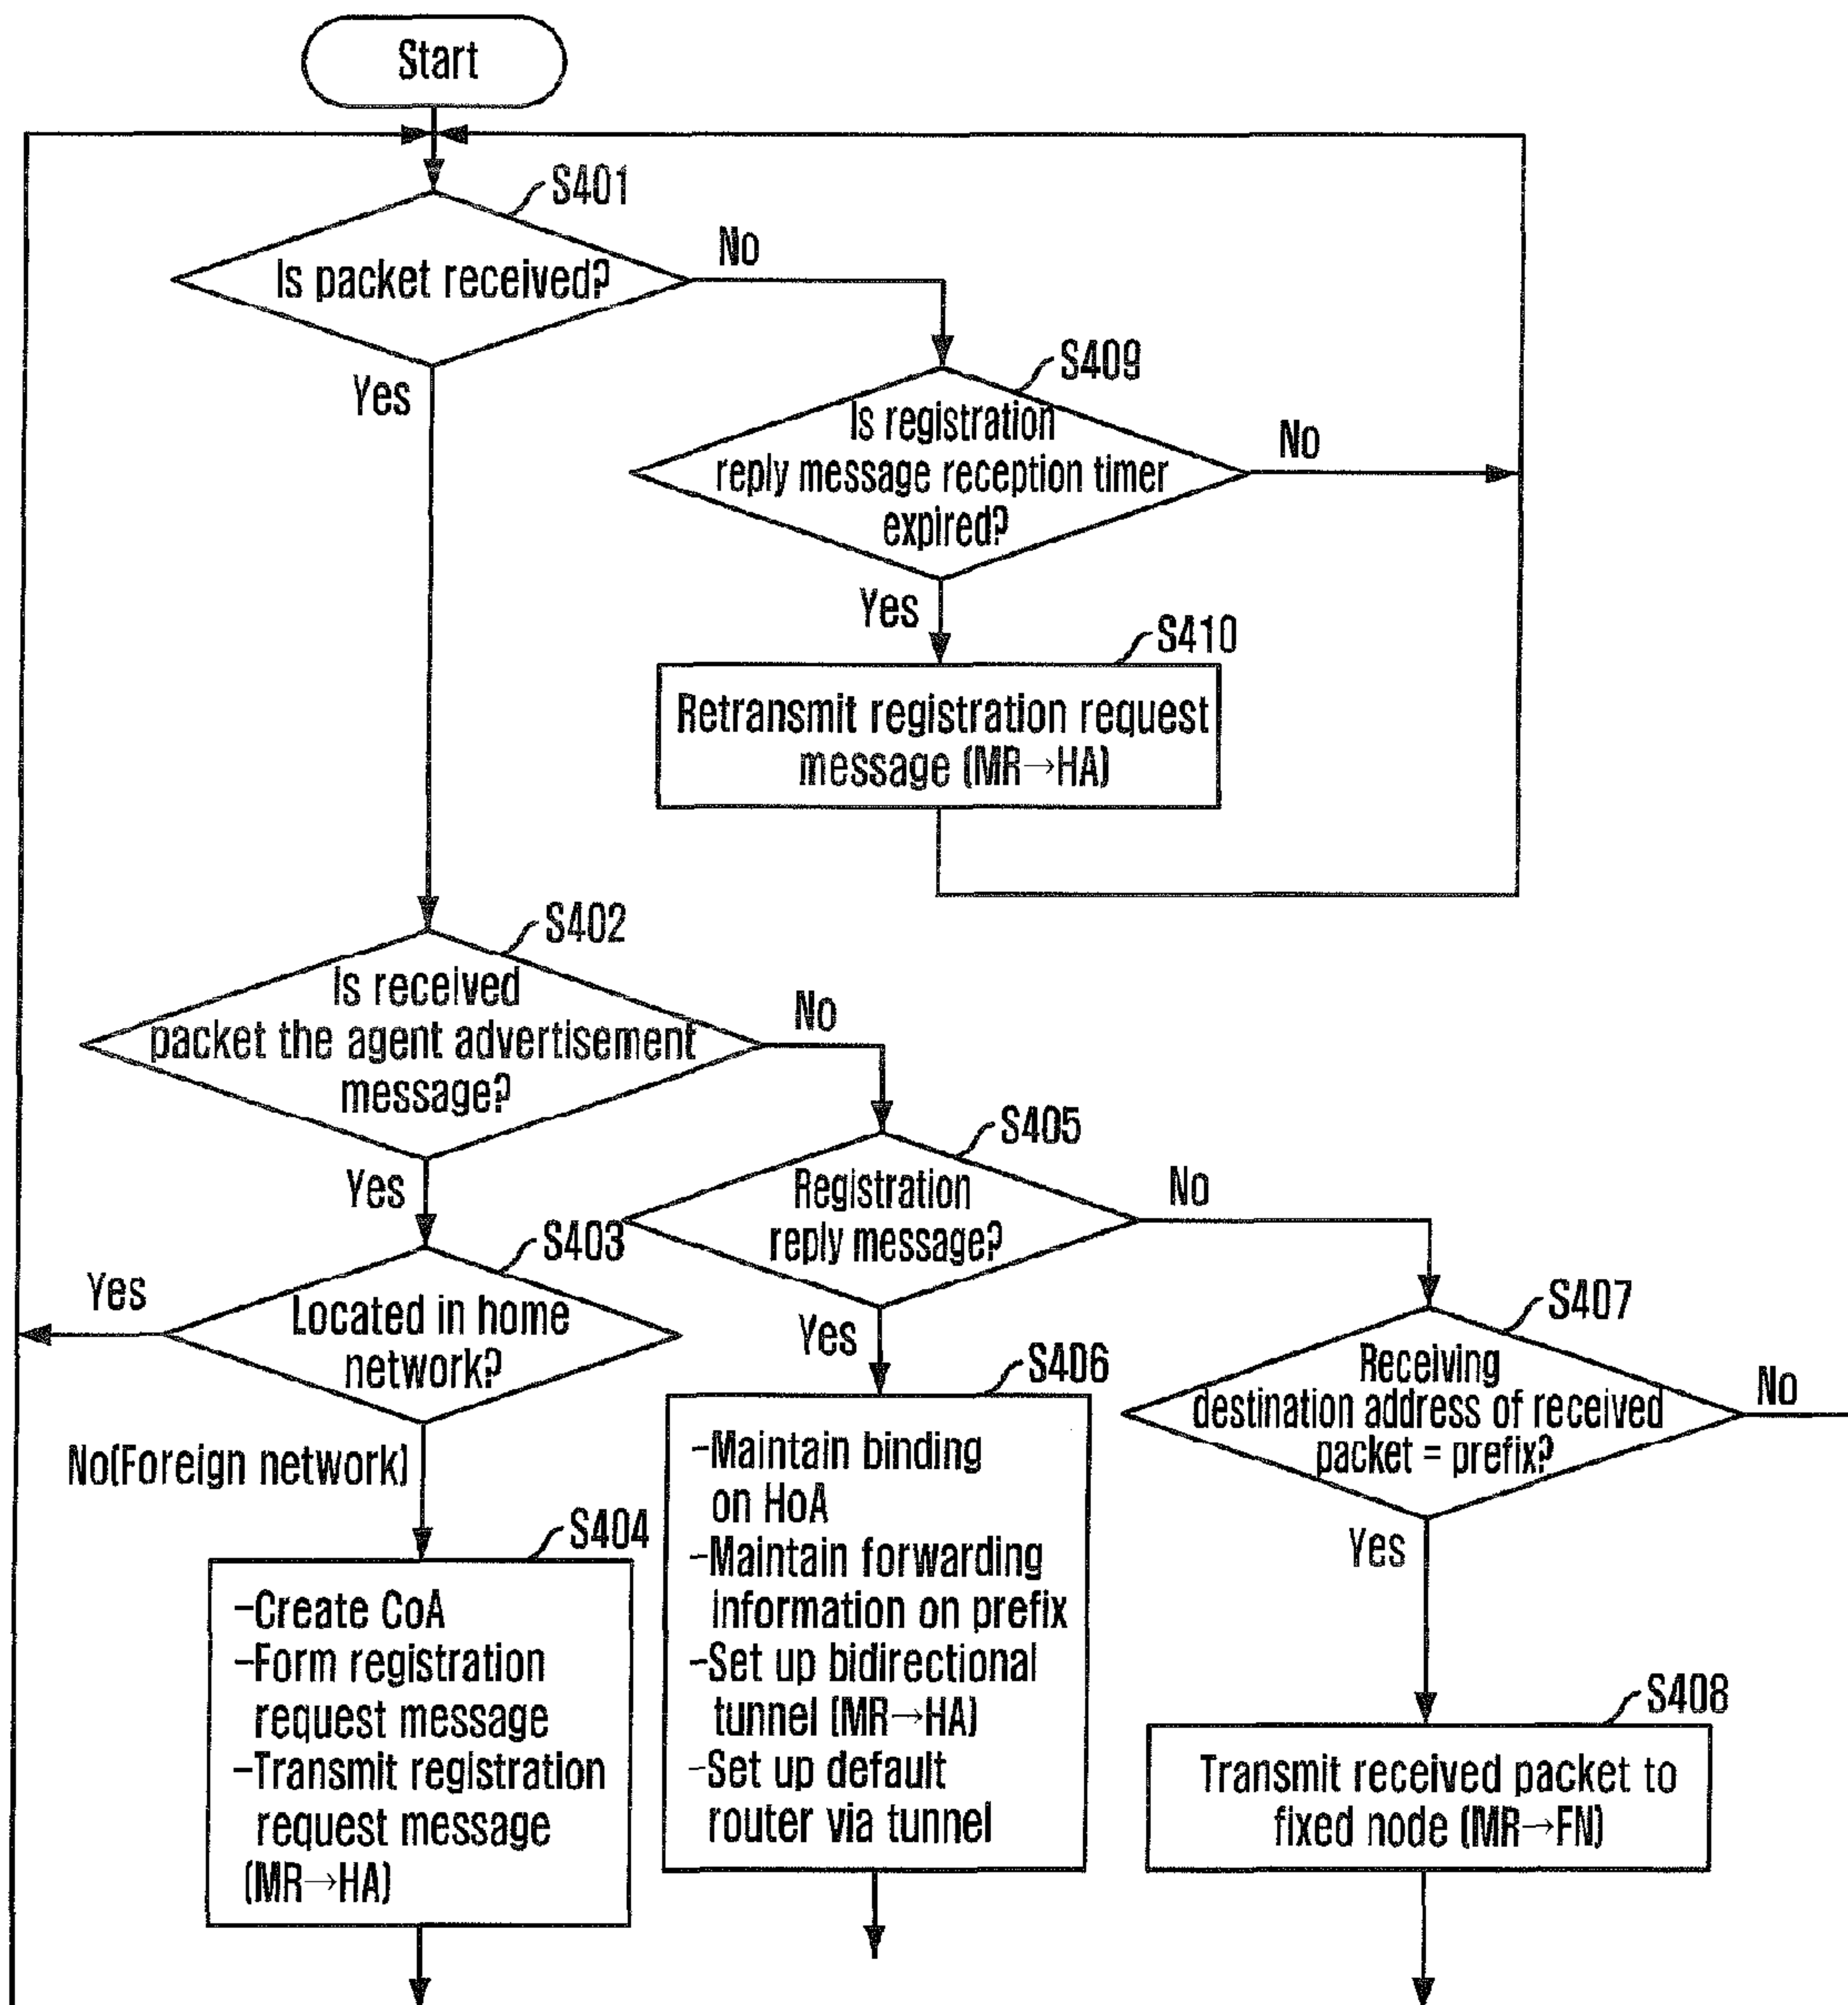 Start
S401
Is packet received?
No
Yes
S409
Is registration
reply message reception timer
expired?
No
Yes
S410
Retransmit registration request
message (MR→HA)
S402
Is received
packet the agent advertisement
message?
No
Yes
S405
Registration
reply message?
No
Yes
S403
Located in home
network?
Yes
No(Foreign network)
S407
Receiving
destination address of received
packet = prefix?
No
Yes
S404
-Create CoA
-Form registration
request message
-Transmit registration
request message
(MR→HA)
S406
-Maintain binding
on HoA
-Maintain forwarding
information on prefix
-Set up bidirectional
tunnel (MR→HA)
-Set up default
router via tunnel
S408
Transmit received packet to
fixed node (MR→FN)